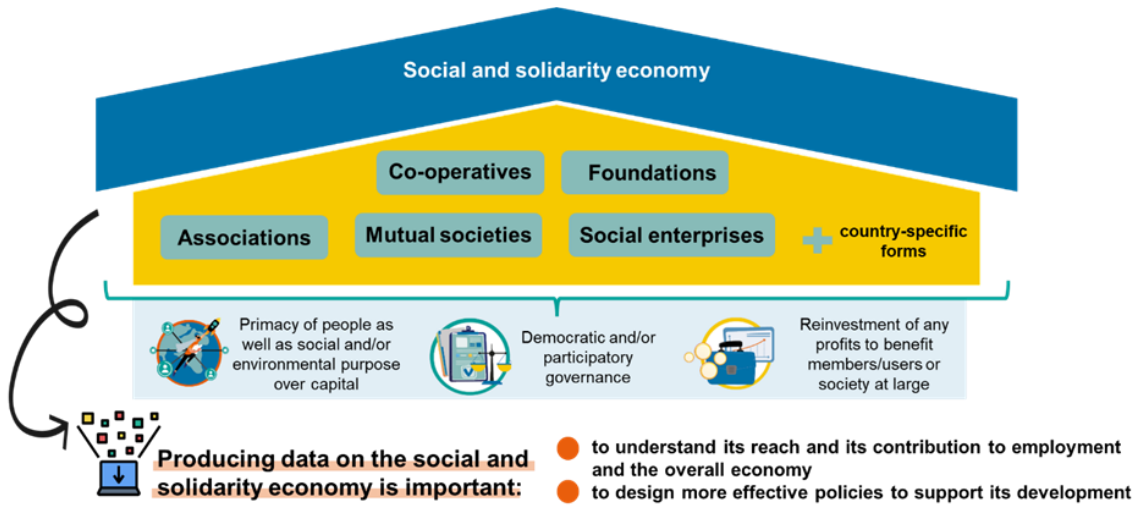 Social and solidarity economy
Co-operatives
Foundations
Associations
Mutual societies
Social enterprises
country-specific
forms
Primacy of people as
well as social and/or
environmental purpose
over capital
Democratic and/or
participatory
governance
Reinvestment of any
profits to benefit
members/users or
society at large
Producing data on the social and
solidarity economy is important:
to understand its reach and its contribution to employment
and the overall economy
to design more effective policies to support its development